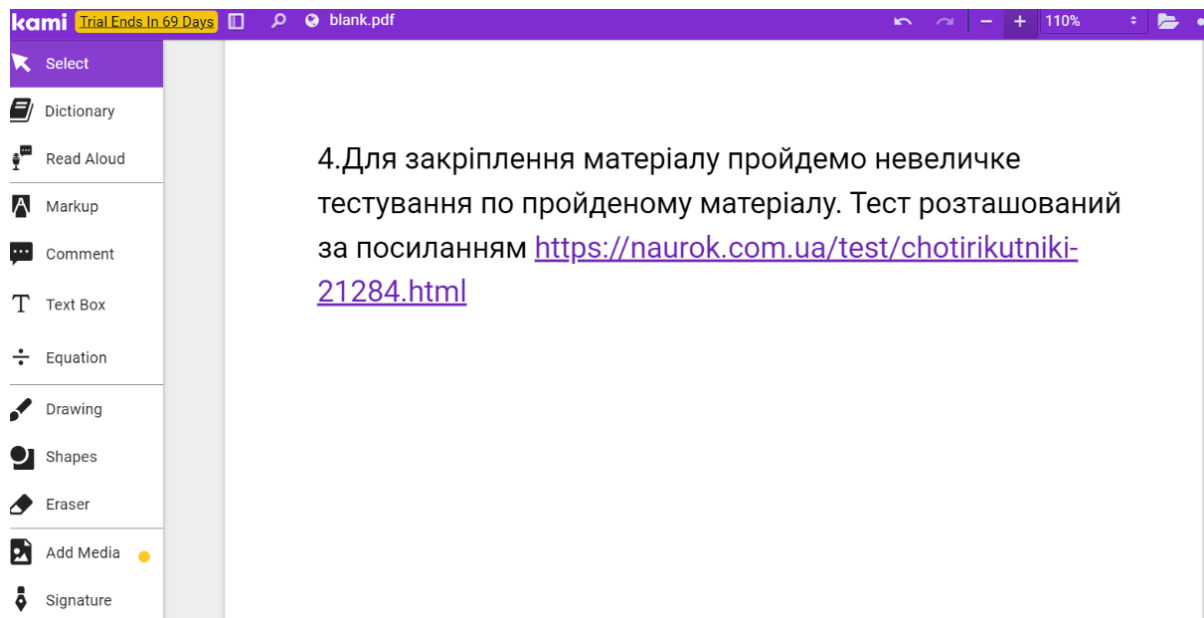 kami Trial Ends In 69 Days blank.pdf 110%
Select
Dictionary
Read Aloud
Markup
Comment
Text Box
Equation
Drawing
Shapes
Eraser
Add Media
Signature
4.Для закріплення матеріалу пройдемо невеличке
тестування по пройденому матеріалу. Тест розташований
за посиланням https://naurok.com.ua/test/chotirikutniki-
21284.html